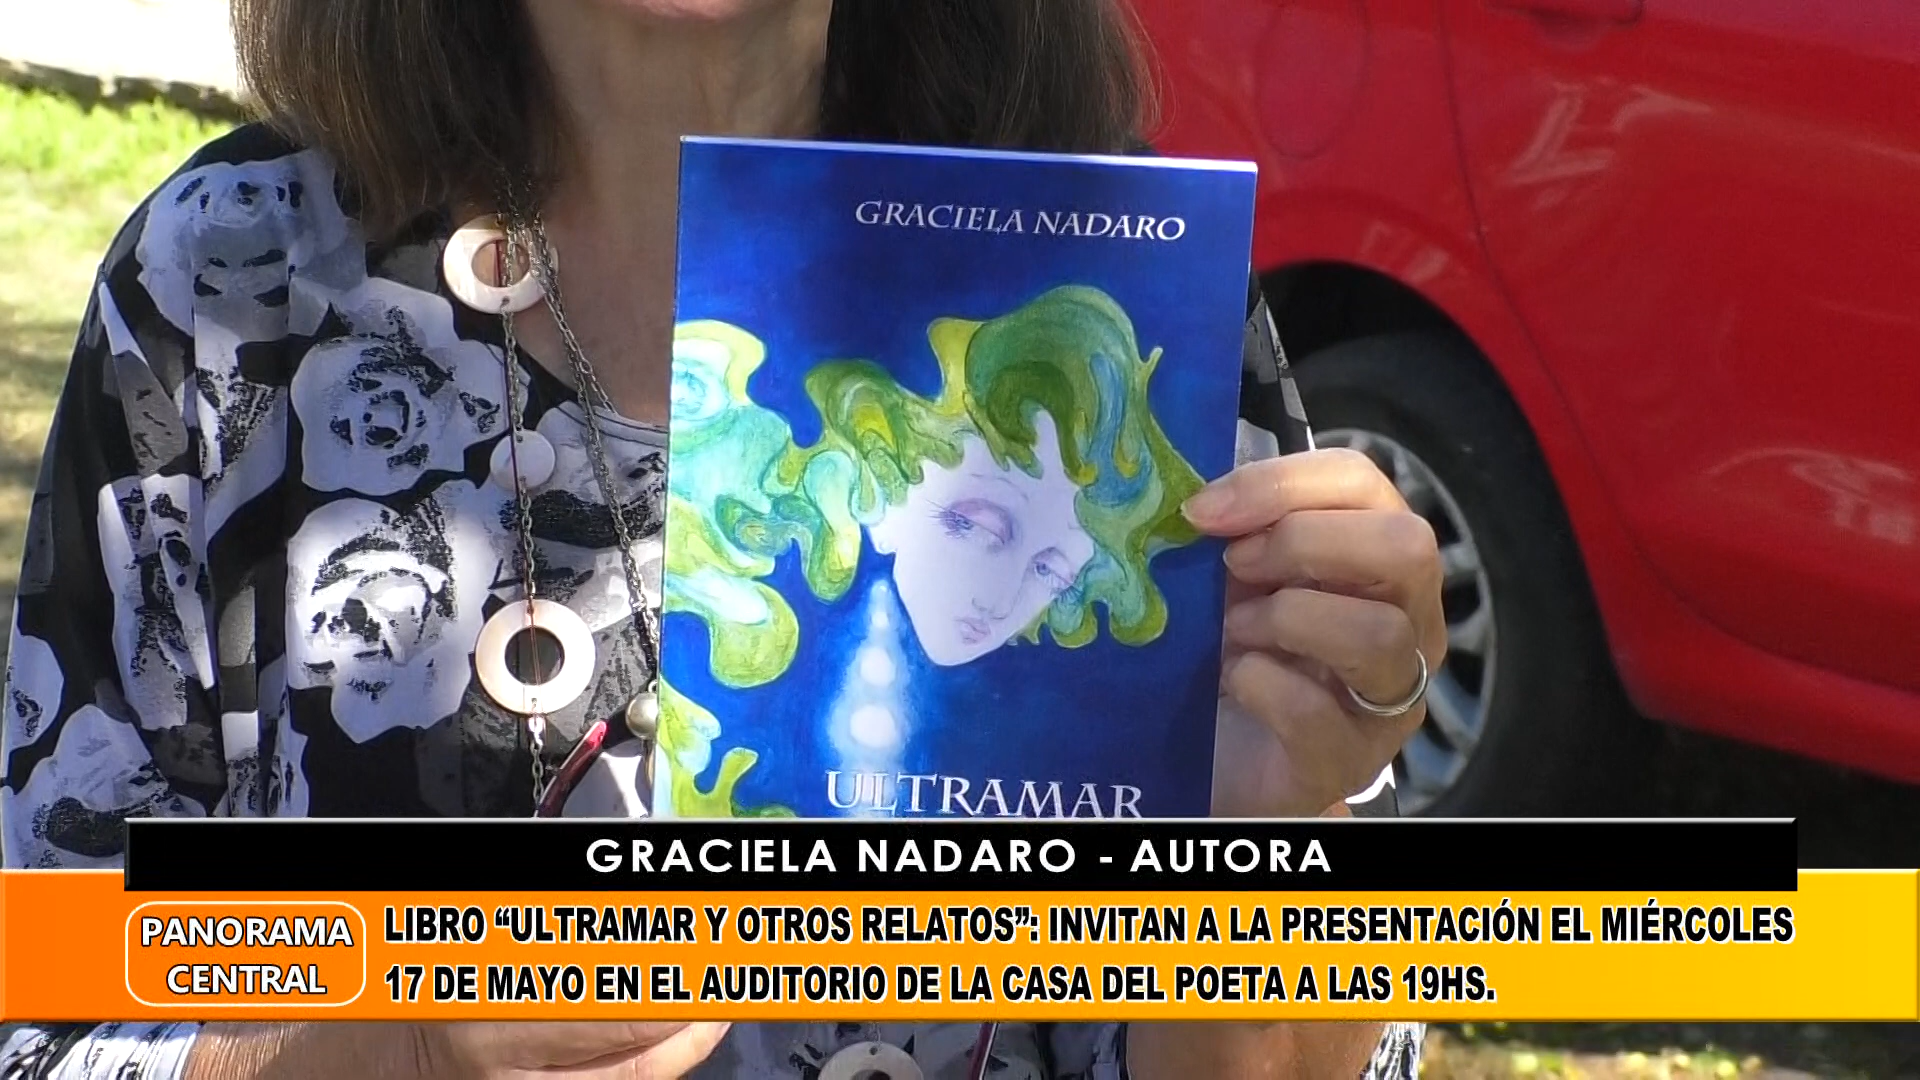 GRACIELA NADARO
ULTRAMAR
GRACIELA NADARO - AUTORA
PANORAMA
CENTRAL
LIBRO “ULTRAMAR Y OTROS RELATOS”: INVITAN A LA PRESENTACIÓN EL MIÉRCOLES
17 DE MAYO EN EL AUDITORIO DE LA CASA DEL POETA A LAS 19HS.